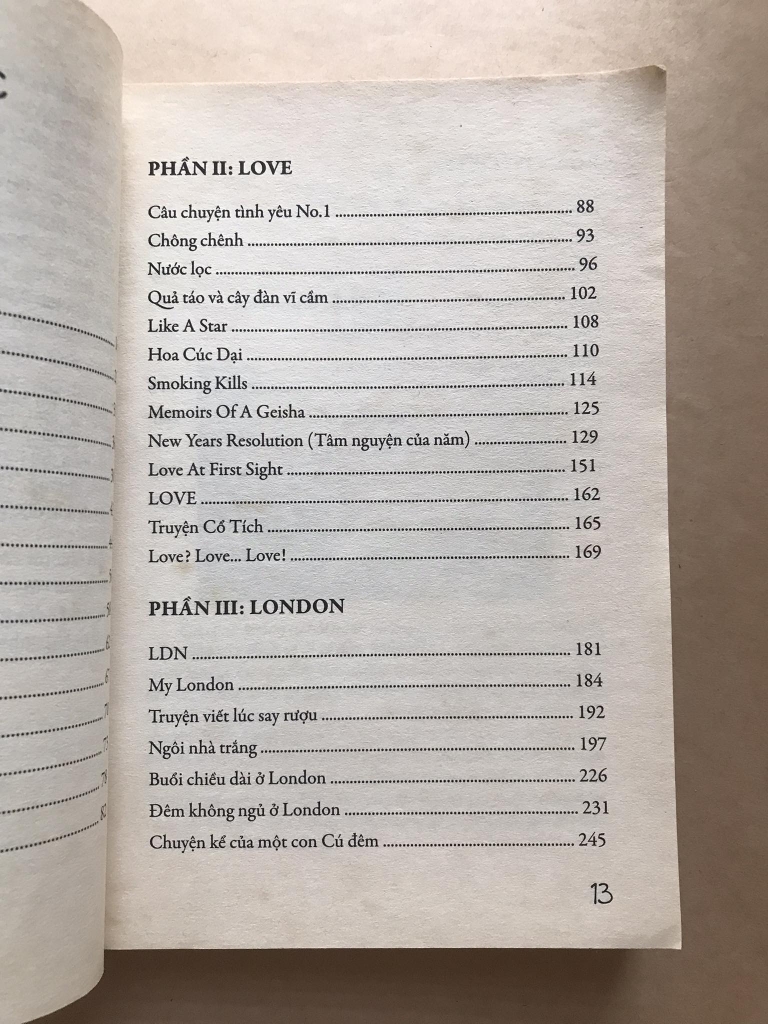 PHẦN II: LOVE
Câu chuyện tình yêu No.1 ........ 88
Chông chênh ........ 93
Nước lọc ........ 96
Quả táo và cây đàn vĩ cầm ........ 102
Like A Star ........ 108
Hoa Cúc Dại ........ 110
Smoking Kills ........ 114
Memoirs Of A Geisha ........ 125
New Years Resolution (Tâm nguyện của năm) ........ 129
Love At First Sight ........ 151
LOVE ........ 162
Truyện Cổ Tích ........ 165
Love? Love... Love! ........ 169
PHẦN III: LONDON
LDN ........ 181
My London ........ 184
Truyện viết lúc say rượu ........ 192
Ngôi nhà trắng ........ 197
Buổi chiều dài ở London ........ 226
Đêm không ngủ ở London ........ 231
Chuyện kể của một con Cú đêm ........ 245
13